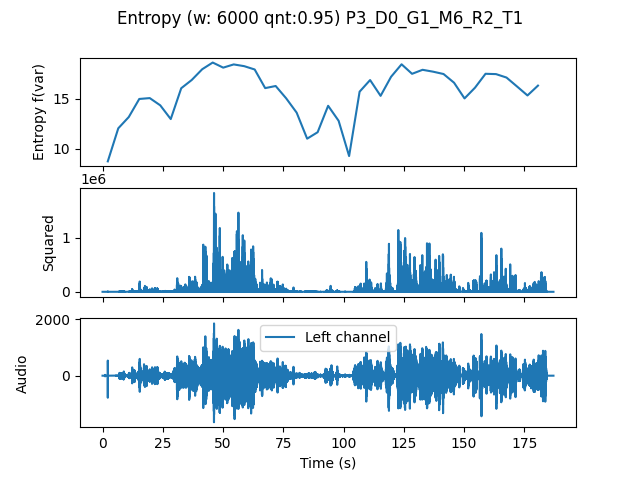 Entropy (w: 6000 qnt:0.95) P3_D0_G1_M6_R2_T1
Entropy f(var)
15
10
1e6
Squared
1
0
Audio
2000
0
Left channel
0 25 50 75 100 125 150 175
Time (s)